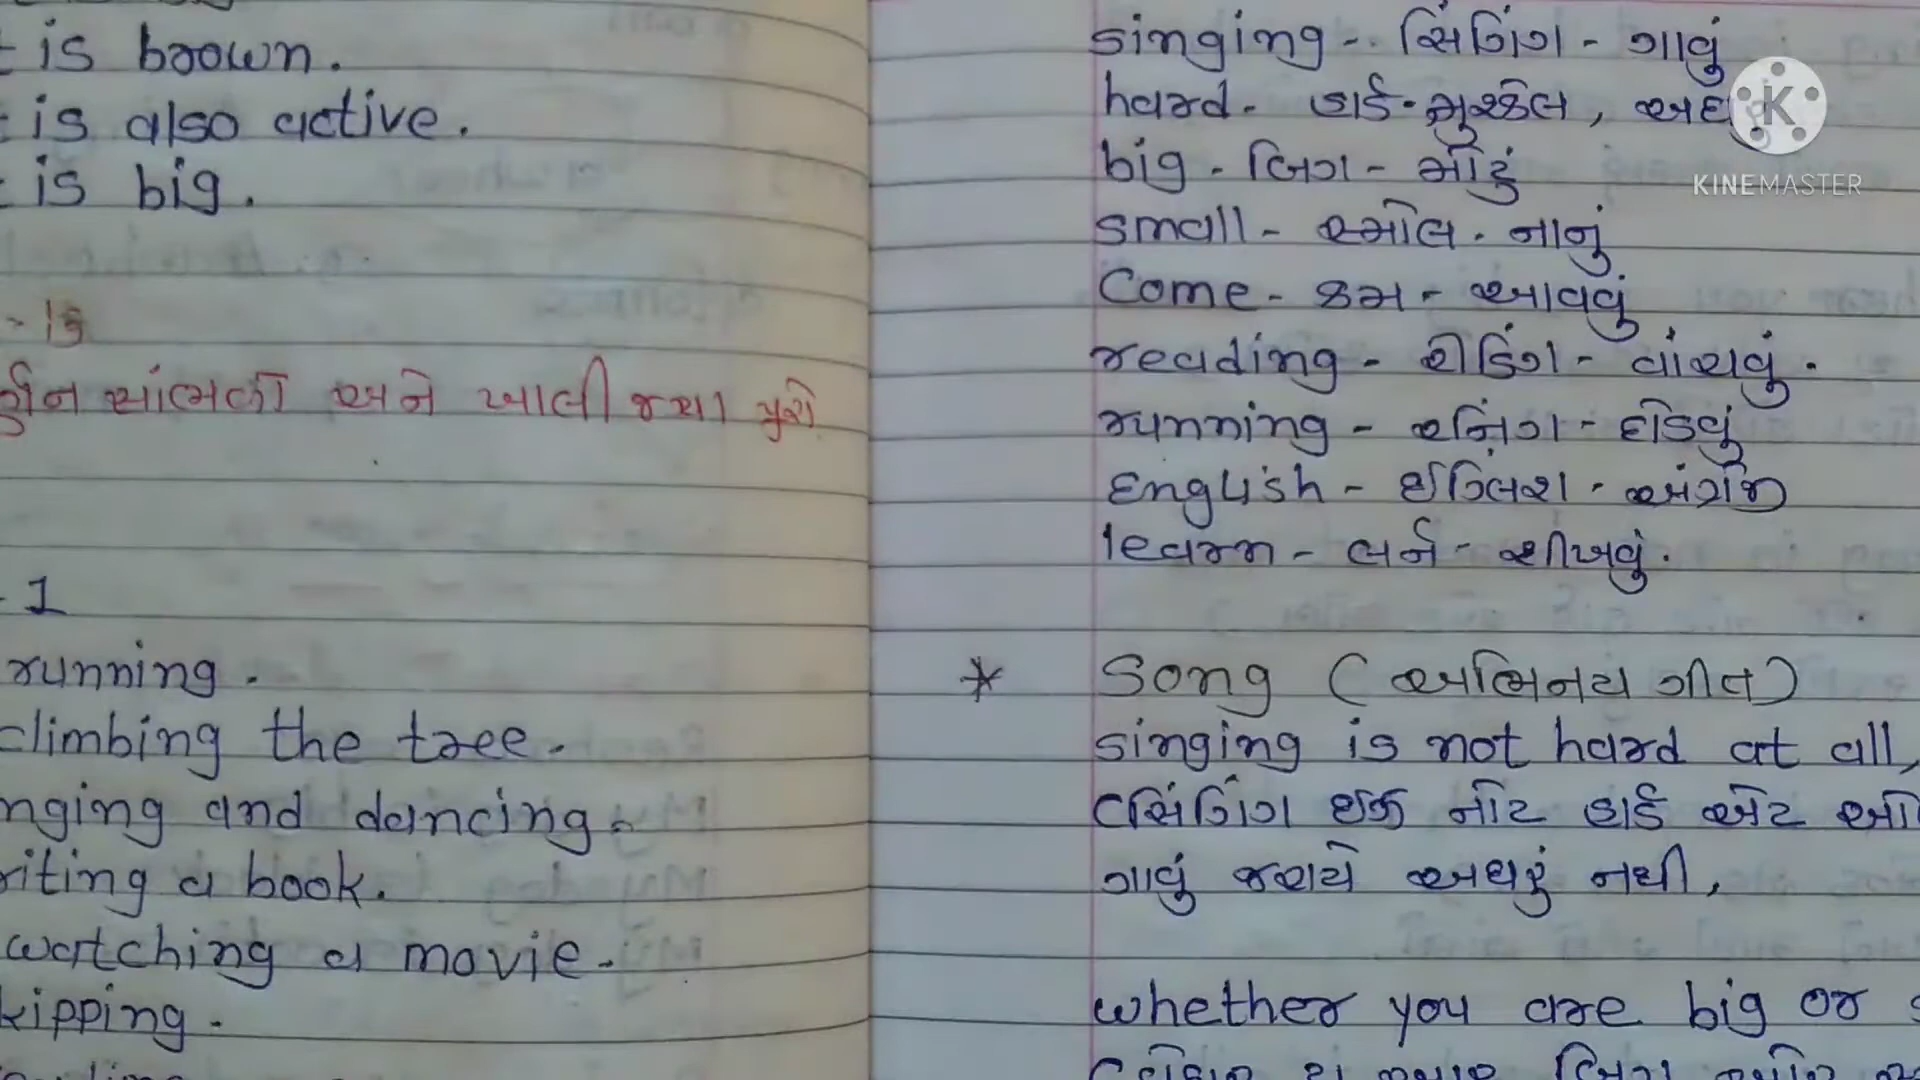 is brown.
is also active.
is big.
સાંભળો અને ખાલી જગ્યા પુરો
1
running.
climbing the tree.
nging and dancing.
riting a book.
watching a movie.
kipping.
singing - સિંગિંગ - ગાવું
hard - હાર્ડ - મુશ્કેલ,
big - બિગ - મોટું
small - સ્મોલ - નાનું
Come - કમ - આવવું
reading - રીડિંગ - વાંચવું.
running - રનિંગ - દોડવું
English - ઈંગ્લિશ - અંગ્રેજી
learn - લર્ન - શીખવું.
* Song (અભિનય ગીત)
singing is not hard at all,
(સિંગિંગ ઈઝ નોટ હાર્ડ એટ ઓ
ગાવું જરાયે અઘરું નથી,
whether you are big or
KINEMASTER